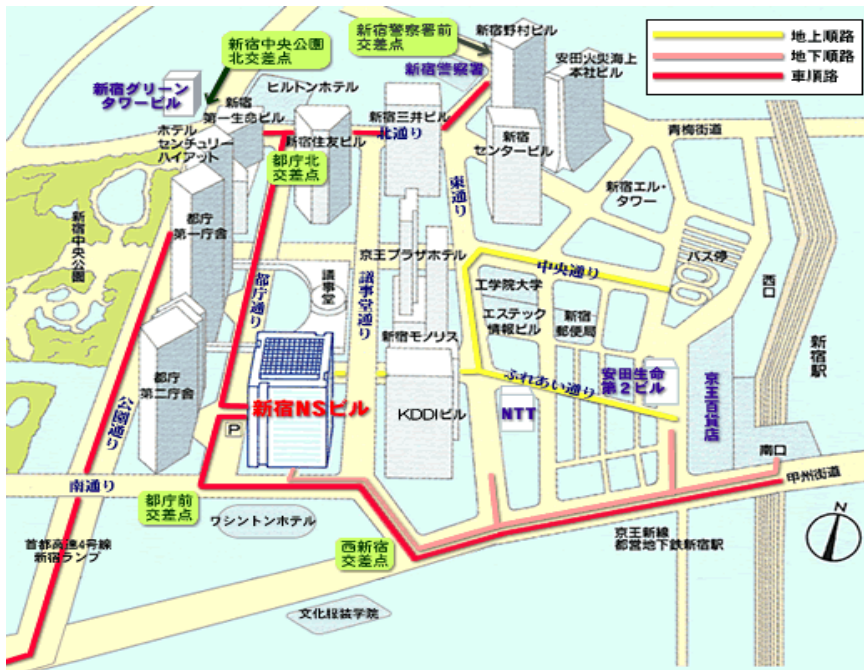 新宿中央公園
北交差点
新宿警察署前
交差点
新宿野村ビル
地上順路
地下順路
車順路
安田火災海上
本社ビル
新宿警察署
新宿グリーン
タワービル
ヒルトンホテル
新宿
第一生命ビル
新宿三井ビル
ホテル
センチュリー
ハイアット
新宿住友ビル
北通り
新宿
センタービル
青梅街道
都庁北
交差点
東通り
新宿エル・
タワー
都庁
第一庁舎
新宿中央公園
京王プラザホテル
中央通り
バス停
西口
都庁通り
議事堂
議事堂通り
工学院大学
エステック
情報ビル
新宿
郵便局
新宿駅
新宿モノリス
都庁
第二庁舎
公園通り
ふれあい通り
安田生命
第2ビル
京王百貨店
新宿NSビル
KDDIビル
NTT
P
南口
南通り
甲州街道
都庁前
交差点
ワシントンホテル
首都高速4号線
新宿ランプ
西新宿
交差点
京王新線
都営地下鉄新宿駅
N
文化服装学院